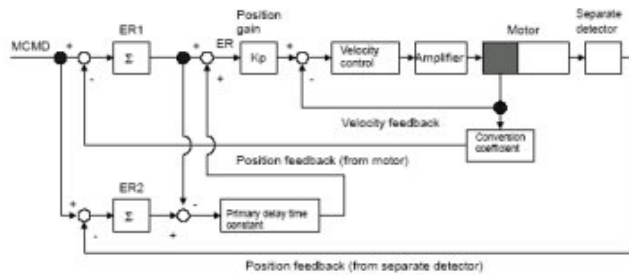 ER1
Position
gain
Motor
Separate
detector
MCMD
+
-
Σ
+
+
ER
Kp
+
-
Velocity
control
Amplifier
Velocity feedback
Conversion
coefficient
Position feedback (from motor)
ER2
+
-
Σ
-
+
Primary delay time
constant
Position feedback (from separate detector)